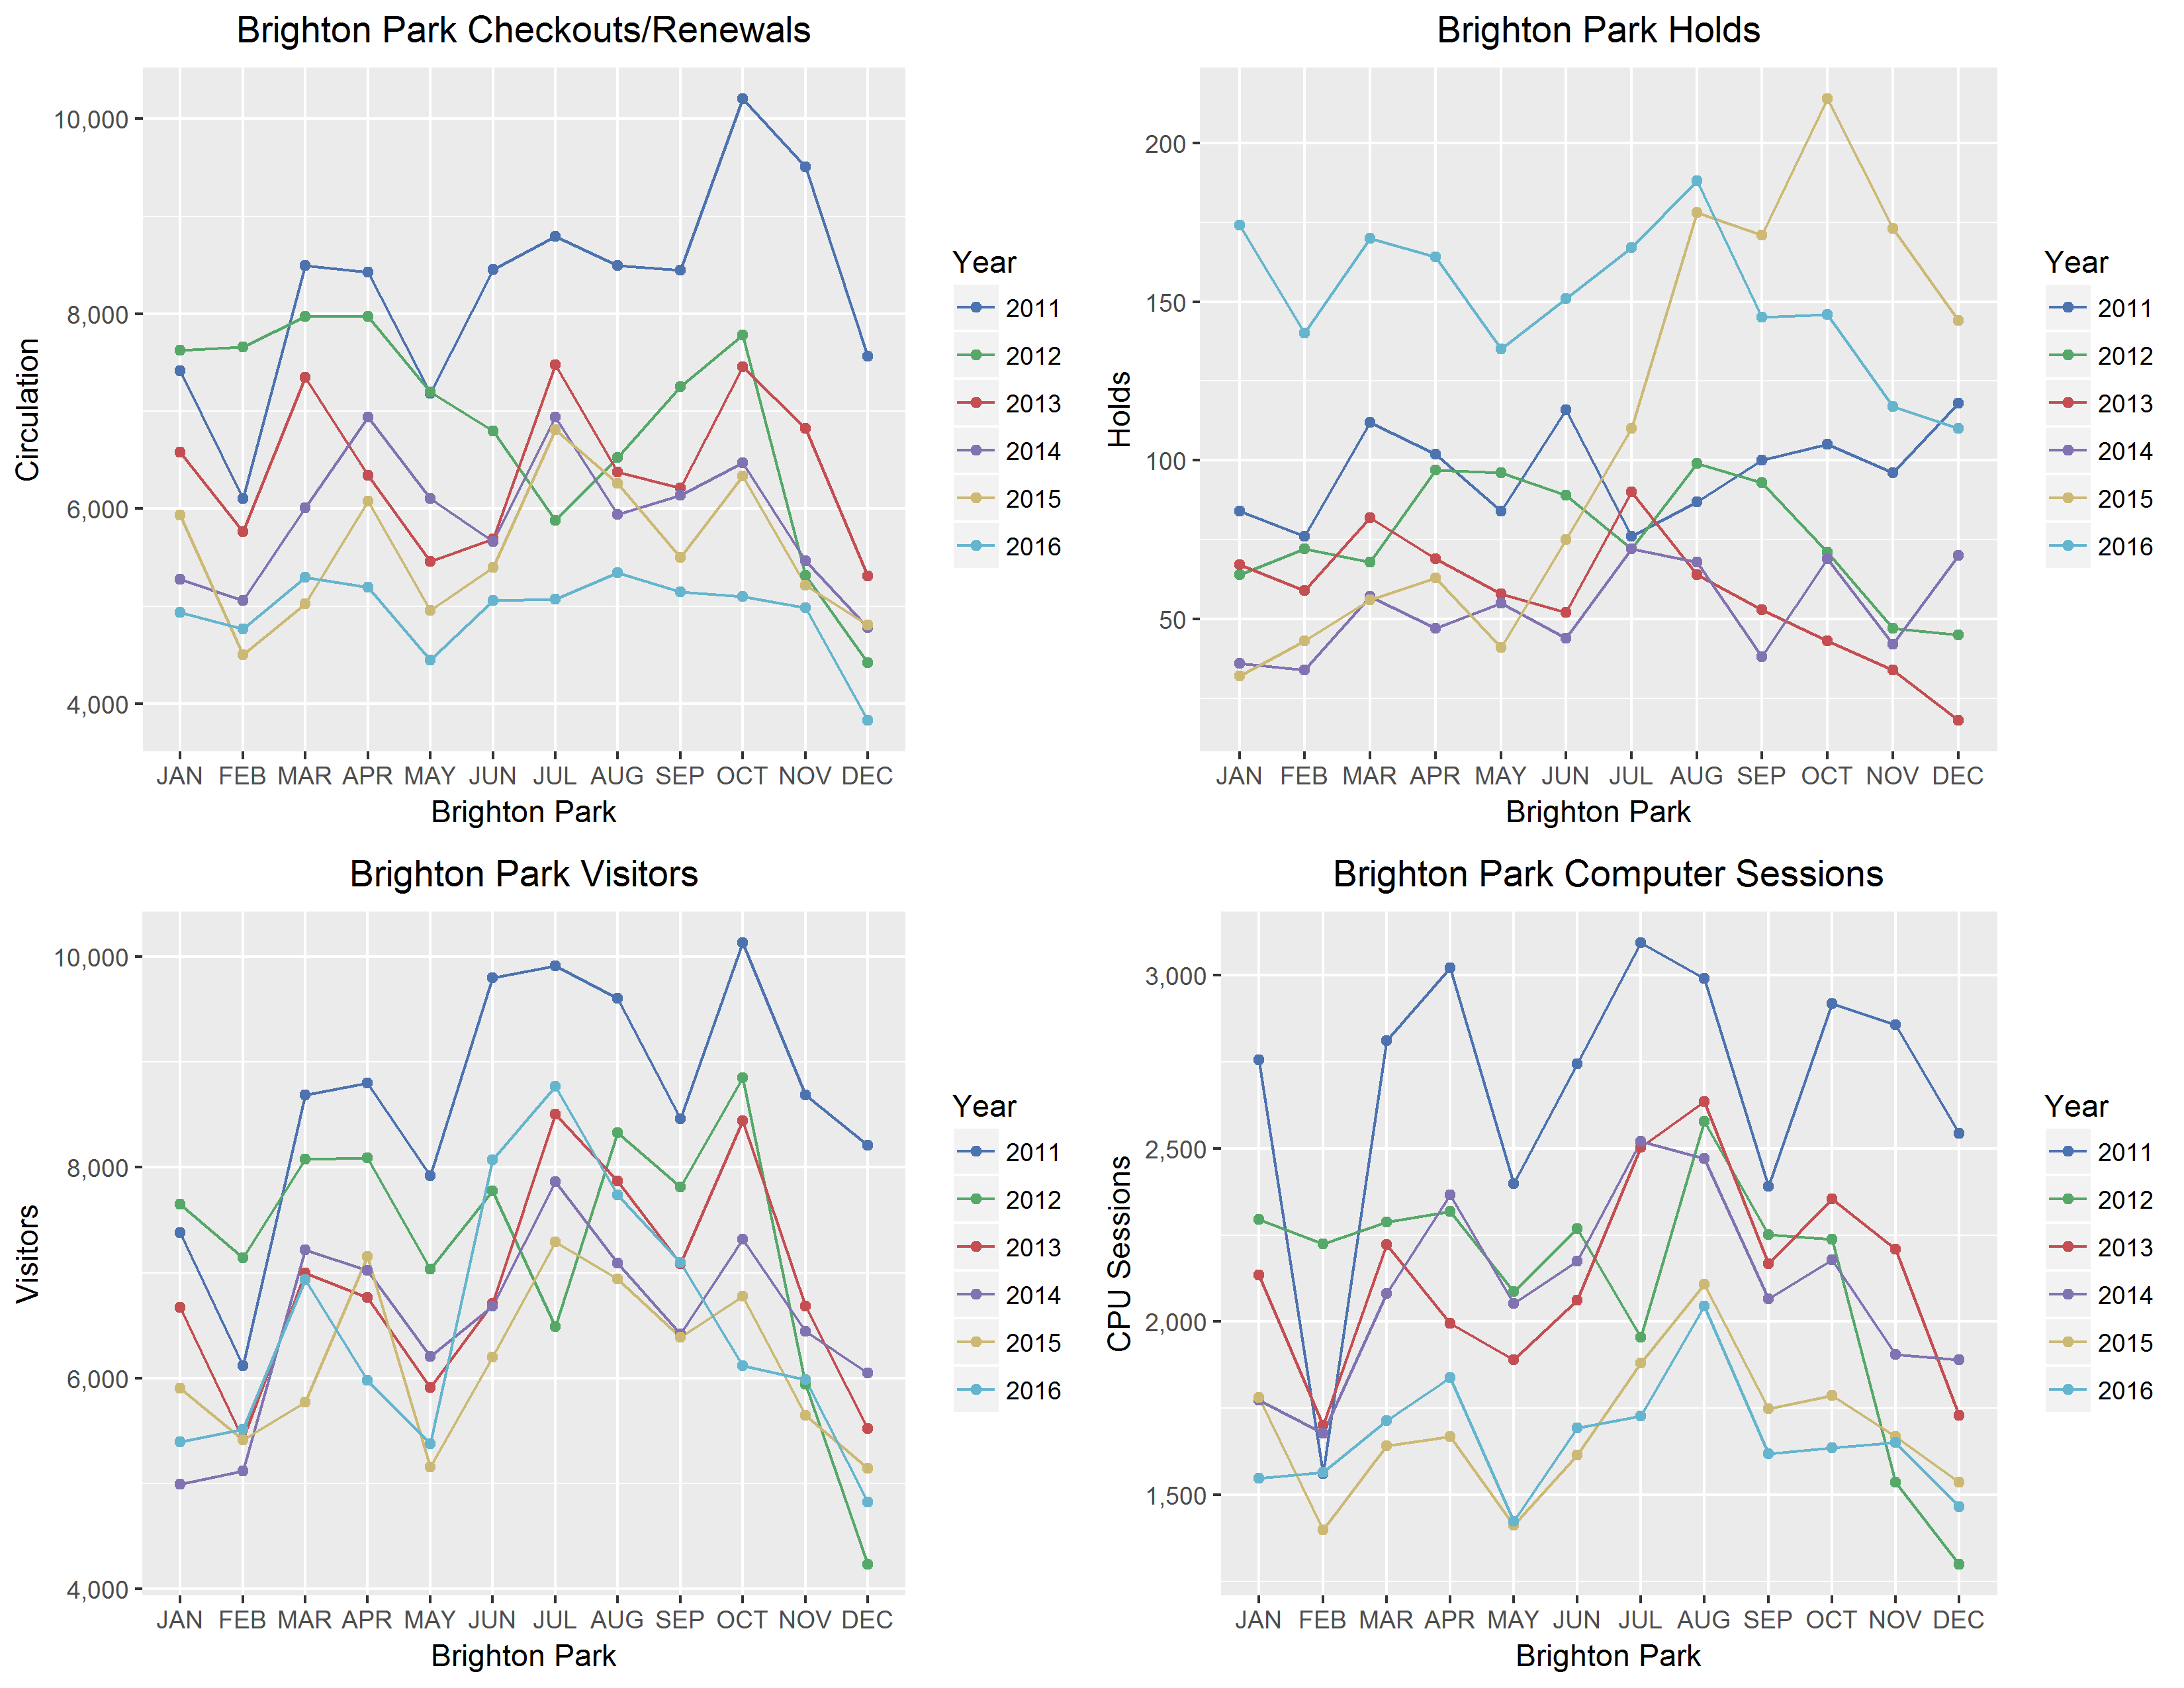 Brighton Park Checkouts/Renewals
Circulation
10,000
8,000
6,000
4,000
JAN FEB MAR APR MAY JUN JUL AUG SEP OCT NOV DEC
Brighton Park
Year
2011
2012
2013
2014
2015
2016
Brighton Park Holds
Holds
200
150
100
50
JAN FEB MAR APR MAY JUN JUL AUG SEP OCT NOV DEC
Brighton Park
Year
2011
2012
2013
2014
2015
2016
Brighton Park Visitors
Visitors
10,000
8,000
6,000
4,000
JAN FEB MAR APR MAY JUN JUL AUG SEP OCT NOV DEC
Brighton Park
Year
2011
2012
2013
2014
2015
2016
Brighton Park Computer Sessions
CPU Sessions
3,000
2,500
2,000
1,500
JAN FEB MAR APR MAY JUN JUL AUG SEP OCT NOV DEC
Brighton Park
Year
2011
2012
2013
2014
2015
2016